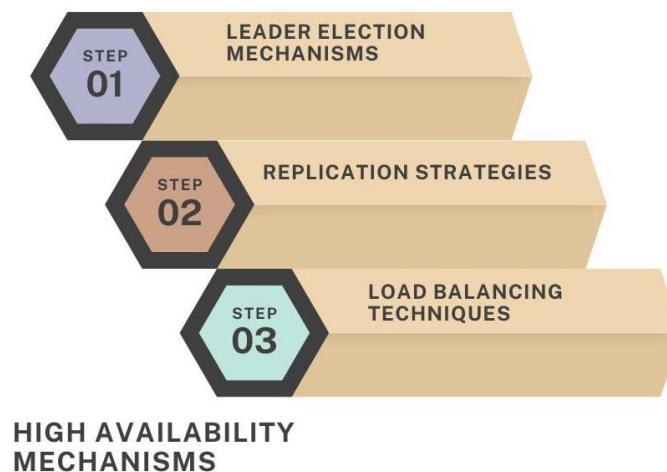 STEP
01
LEADER ELECTION
MECHANISMS
STEP
02
REPLICATION STRATEGIES
STEP
03
LOAD BALANCING
TECHNIQUES
HIGH AVAILABILITY
MECHANISMS